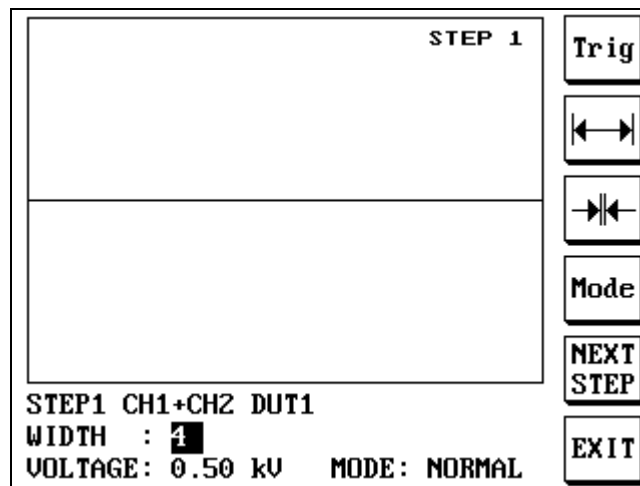 STEP 1
Trig
Mode
NEXT
STEP
STEP1 CH1+CH2 DUT1
WIDTH : 4
VOLTAGE: 0.50 kV MODE: NORMAL
EXIT